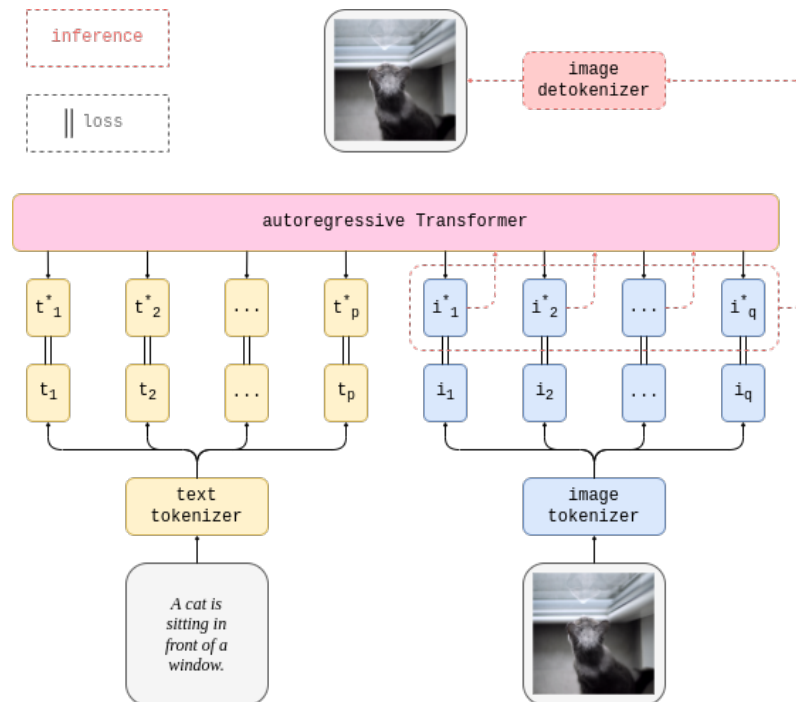 inference
image
detokenizer
|| loss
autoregressive Transformer
t*1 t*2 ... t*p i*1 i*2 ... i*q
t1 t2 ... tp i1 i2 ... iq
text
tokenizer
image
tokenizer
A cat is
sitting in
front of a
window.